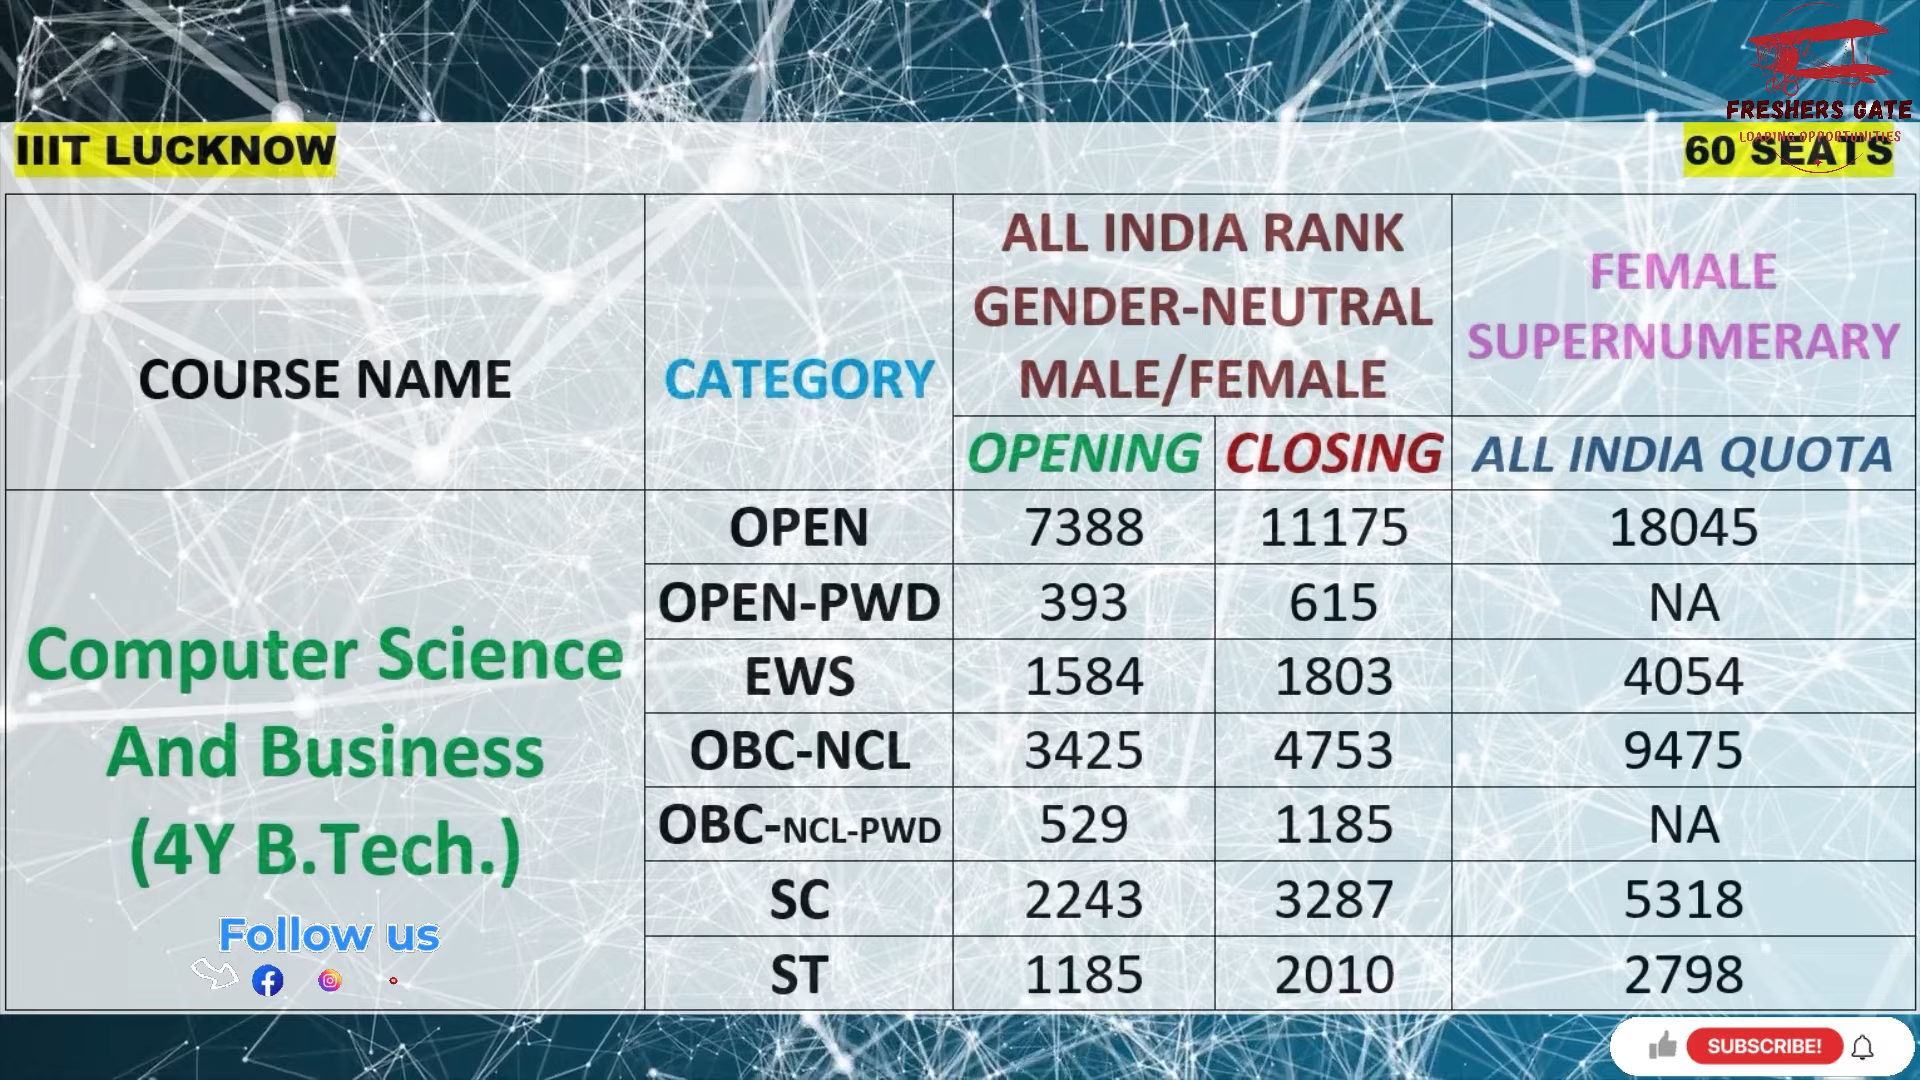 FRESHERS GATE
LOADING OPPORTUNITIES
IIIT LUCKNOW
60 SEATS
COURSE NAME
CATEGORY
ALL INDIA RANK
GENDER-NEUTRAL
MALE/FEMALE
FEMALE
SUPERNUMERARY
OPENING CLOSING ALL INDIA QUOTA
Computer Science
And Business
(4Y B.Tech.)
OPEN 7388 11175 18045
OPEN-PWD 393 615 NA
EWS 1584 1803 4054
OBC-NCL 3425 4753 9475
OBC-NCL-PWD 529 1185 NA
SC 2243 3287 5318
ST 1185 2010 2798
Follow us
SUBSCRIBE!